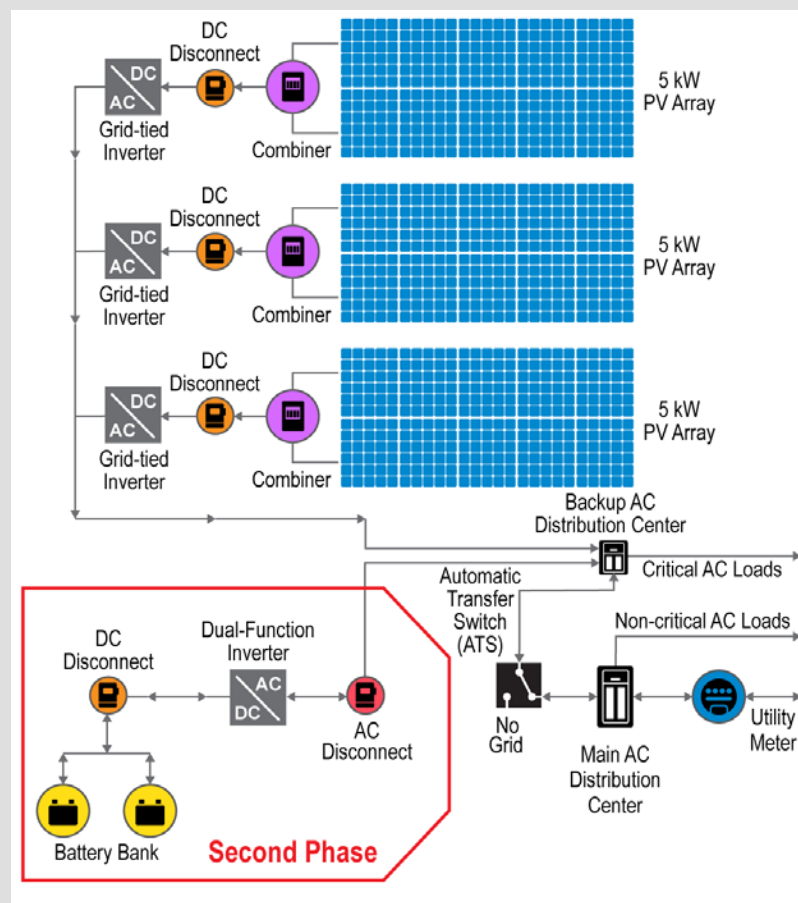 DC
Disconnect
DC
AC
Grid-tied
Inverter
Combiner
5 kW
PV Array
DC
Disconnect
DC
AC
Grid-tied
Inverter
Combiner
5 kW
PV Array
DC
Disconnect
DC
AC
Grid-tied
Inverter
Combiner
5 kW
PV Array
Backup AC
Distribution Center
Critical AC Loads
Automatic
Transfer
Switch
(ATS)
Non-critical AC Loads
No
Grid
Main AC
Distribution
Center
Utility
Meter
DC
Disconnect
Dual-Function
Inverter
AC
DC
AC
Disconnect
Battery Bank
Second Phase